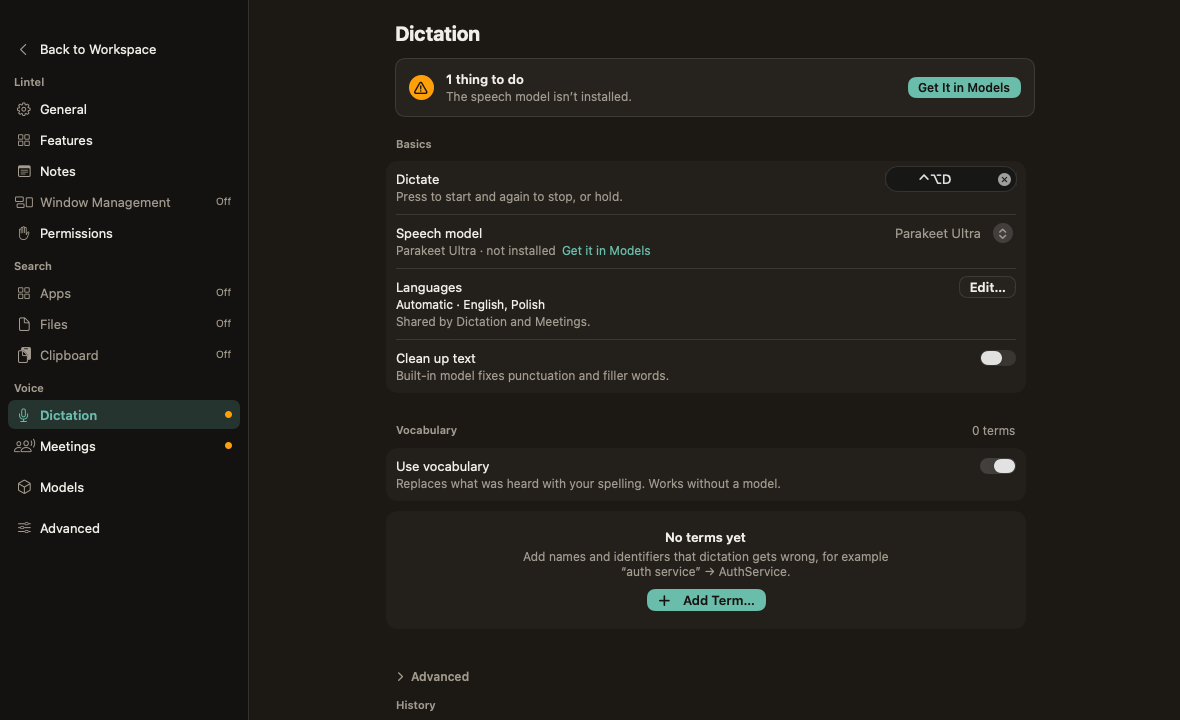 Back to Workspace
Lintel
General
Features
Notes
Window Management Off
Permissions
Search
Apps Off
Files Off
Clipboard Off
Voice
Dictation
Meetings
Models
Advanced
Dictation
1 thing to do
The speech model isn’t installed.
Get It in Models
Basics
Dictate
Press to start and again to stop, or hold.
⌃⌥D
Speech model
Parakeet Ultra · not installed Get it in Models
Parakeet Ultra
Languages
Automatic · English, Polish
Shared by Dictation and Meetings.
Edit...
Clean up text
Built-in model fixes punctuation and filler words.
Vocabulary 0 terms
Use vocabulary
Replaces what was heard with your spelling. Works without a model.
No terms yet
Add names and identifiers that dictation gets wrong, for example
“auth service” → AuthService.
+ Add Term...
Advanced
History